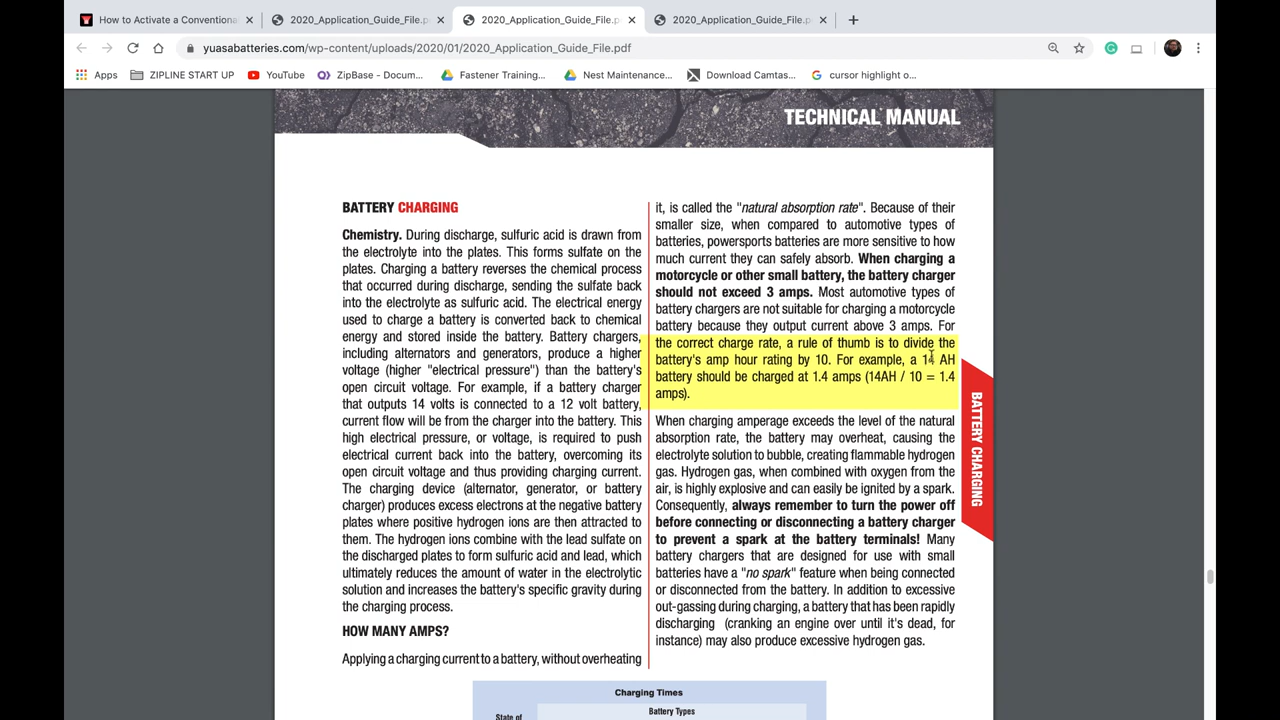 How to Activate a Conventiona
2020_Application_Guide_File.p
2020_Application_Guide_File.p
2020_Application_Guide_File.p
yuasabatteries.com/wp-content/uploads/2020/01/2020_Application_Guide_File.pdf
Apps
ZIPLINE START UP
YouTube
ZipBase - Docum...
Fastener Training...
Nest Maintenance...
Download Camtas...
cursor highlight o...
TECHNICAL MANUAL
BATTERY CHARGING
Chemistry. During discharge, sulfuric acid is drawn from
the electrolyte into the plates. This forms sulfate on the
plates. Charging a battery reverses the chemical process
that occurred during discharge, sending the sulfate back
into the electrolyte as sulfuric acid. The electrical energy
used to charge a battery is converted back to chemical
energy and stored inside the battery. Battery chargers,
including alternators and generators, produce a higher
voltage (higher "electrical pressure") than the battery's
open circuit voltage. For example, if a battery charger
that outputs 14 volts is connected to a 12 volt battery,
current flow will be from the charger into the battery. This
high electrical pressure, or voltage, is required to push
electrical current back into the battery, overcoming its
open circuit voltage and thus providing charging current.
The charging device (alternator, generator, or battery
charger) produces excess electrons at the negative battery
plates where positive hydrogen ions are then attracted to
them. The hydrogen ions combine with the lead sulfate on
the discharged plates to form sulfuric acid and lead, which
ultimately reduces the amount of water in the electrolytic
solution and increases the battery's specific gravity during
the charging process.
HOW MANY AMPS?
Applying a charging current to a battery, without overheating
it, is called the "natural absorption rate". Because of their
smaller size, when compared to automotive types of
batteries, powersports batteries are more sensitive to how
much current they can safely absorb. When charging a
motorcycle or other small battery, the battery charger
should not exceed 3 amps. Most automotive types of
battery chargers are not suitable for charging a motorcycle
battery because they output current above 3 amps. For
the correct charge rate, a rule of thumb is to divide the
battery's amp hour rating by 10. For example, a 14 AH
battery should be charged at 1.4 amps (14AH / 10 = 1.4
amps).
When charging amperage exceeds the level of the natural
absorption rate, the battery may overheat, causing the
electrolyte solution to bubble, creating flammable hydrogen
gas. Hydrogen gas, when combined with oxygen from the
air, is highly explosive and can easily be ignited by a spark.
Consequently, always remember to turn the power off
before connecting or disconnecting a battery charger
to prevent a spark at the battery terminals! Many
battery chargers that are designed for use with small
batteries have a "no spark" feature when being connected
or disconnected from the battery. In addition to excessive
out-gassing during charging, a battery that has been rapidly
discharging (cranking an engine over until it's dead, for
instance) may also produce excessive hydrogen gas.
BATTERY CHARGING
Charging Times
Battery Types
State of